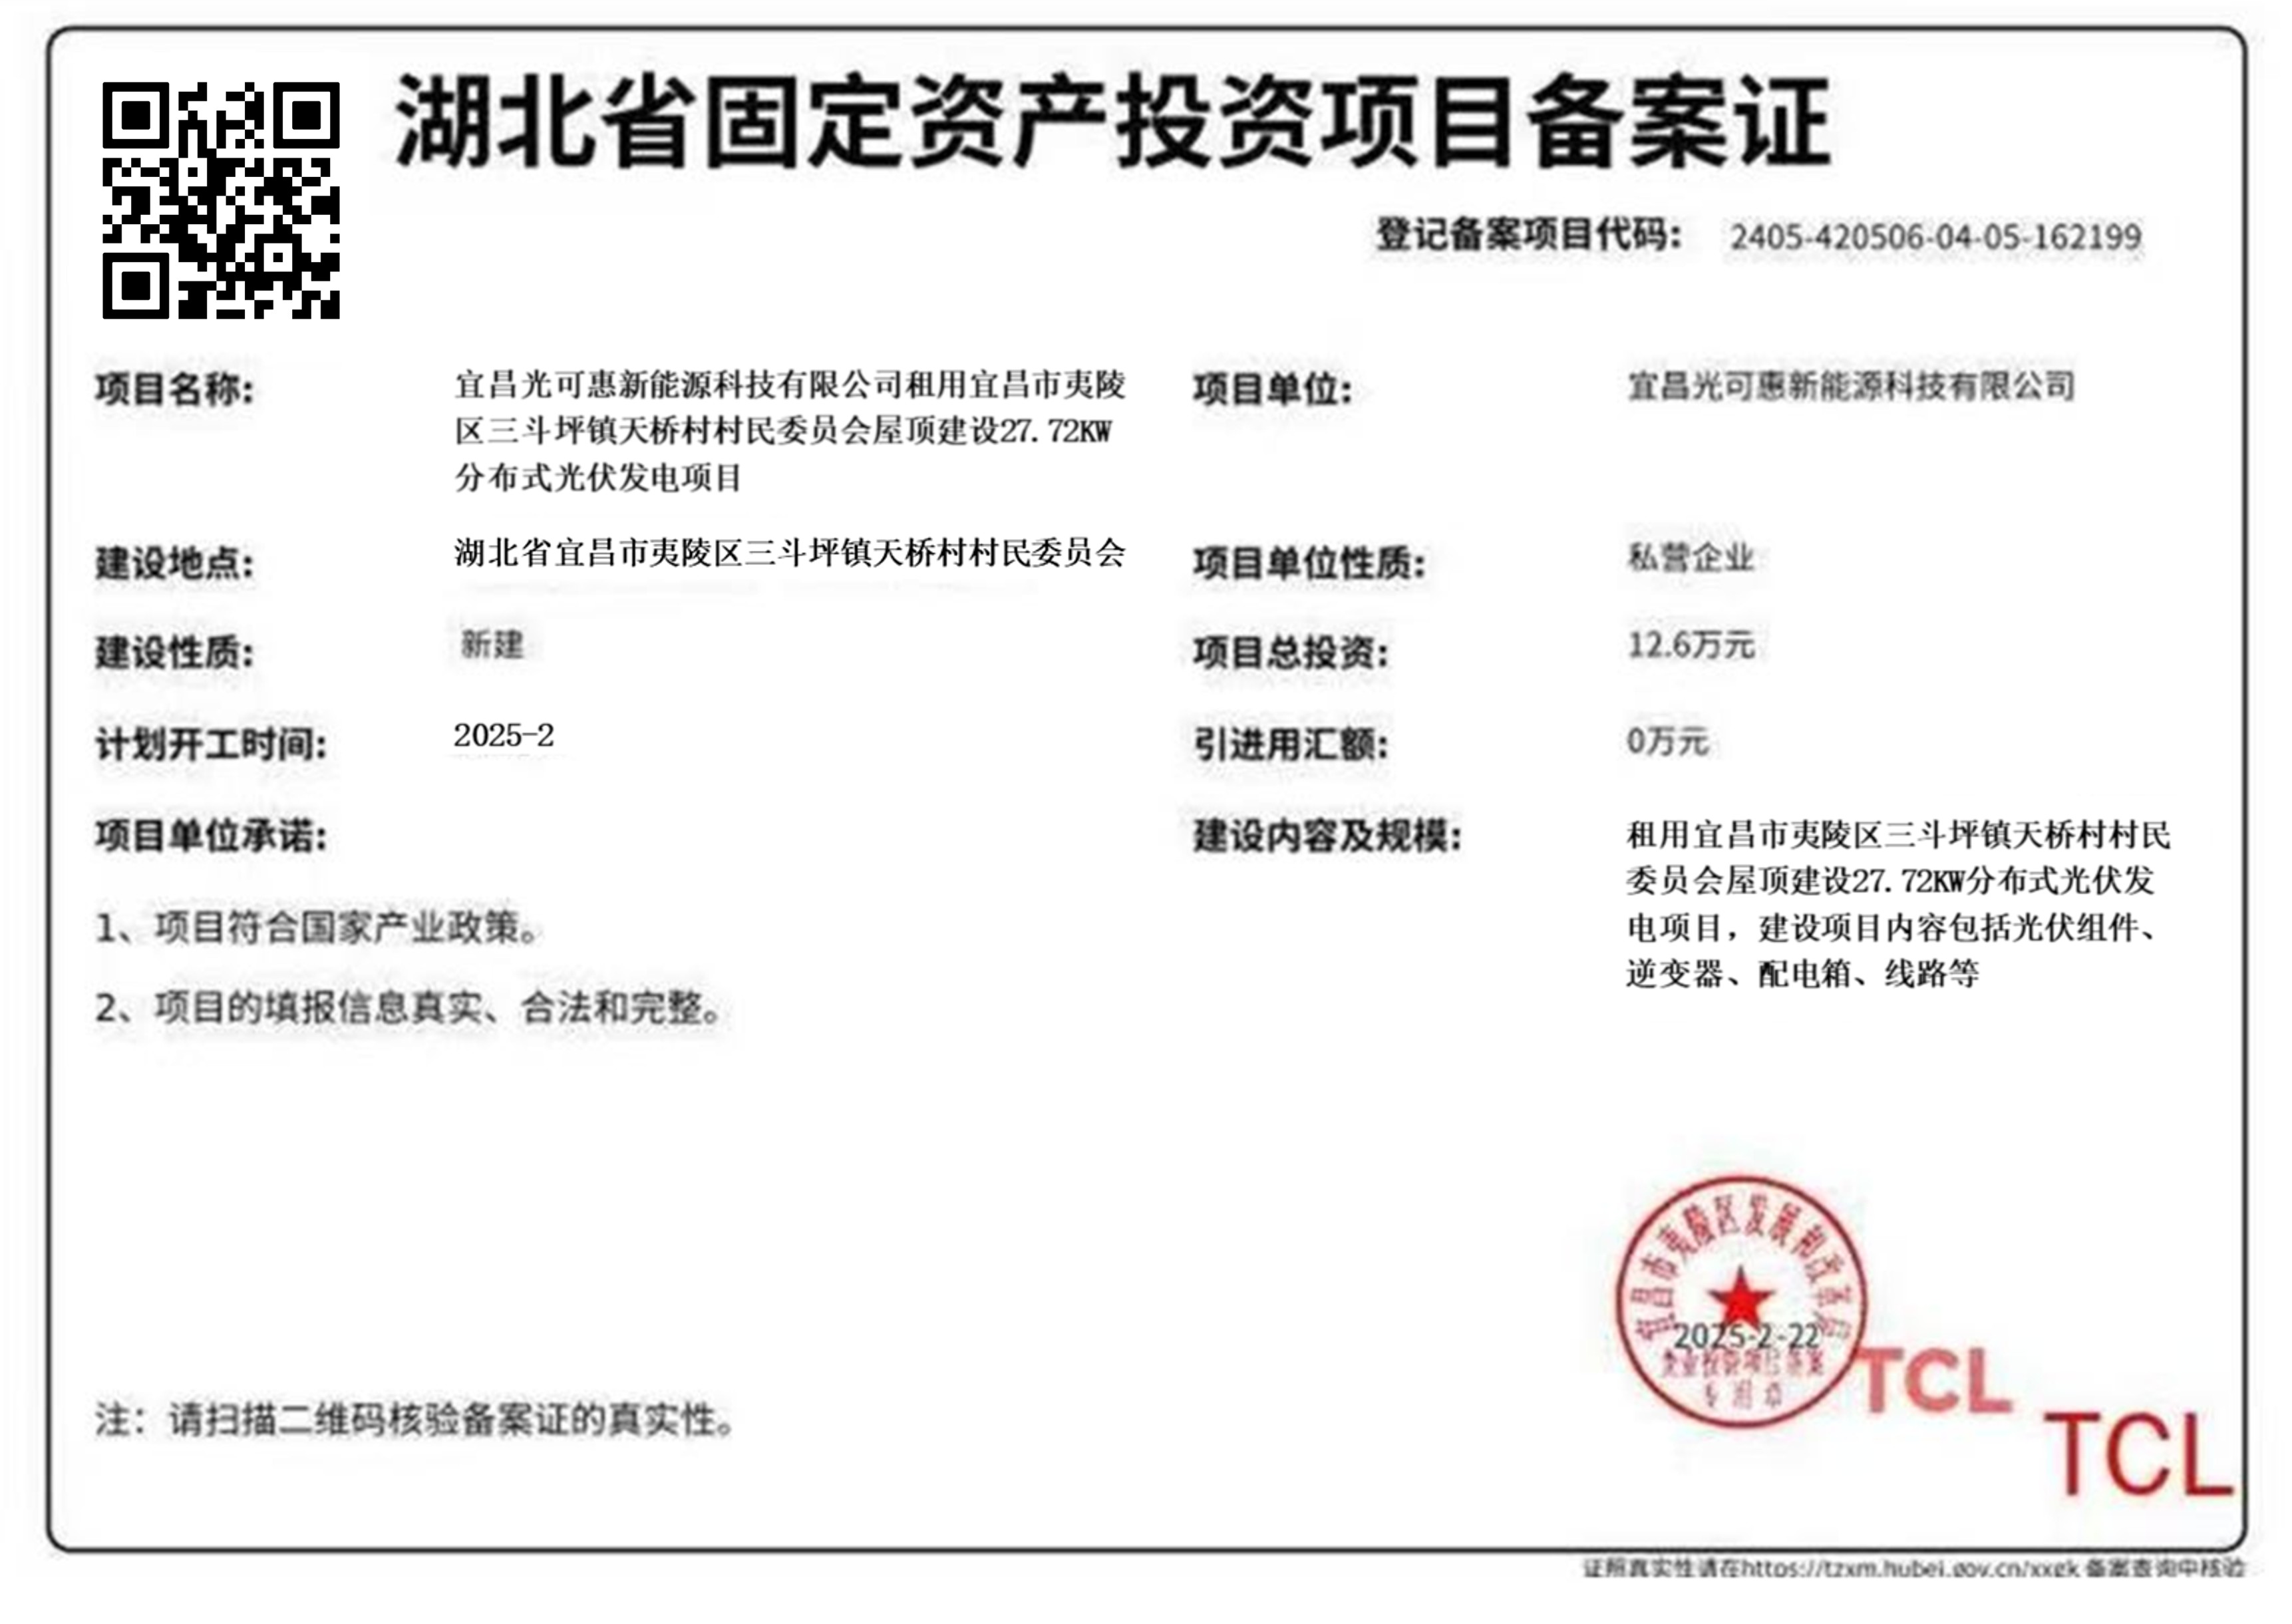 湖北省固定资产投资项目备案证
登记备案项目代码: 2405-420506-04-05-162199
项目名称:
宜昌光可惠新能源科技有限公司租用宜昌市夷陵
区三斗坪镇天桥村村民委员会屋顶建设27.72KW
分布式光伏发电项目
项目单位:
宜昌光可惠新能源科技有限公司
建设地点:
湖北省宜昌市夷陵区三斗坪镇天桥村村民委员会
项目单位性质:
私营企业
建设性质:
新建
项目总投资:
12.6万元
计划开工时间:
2025-2
引进用汇额:
0万元
项目单位承诺:
1、项目符合国家产业政策。
2、项目的填报信息真实、合法和完整。
建设内容及规模:
租用宜昌市夷陵区三斗坪镇天桥村村民
委员会屋顶建设27.72KW分布式光伏发
电项目，建设项目内容包括光伏组件、
逆变器、配电箱、线路等
宜昌市夷陵区发展和改革局
2025-2-22
企业投资项目备案
专用章
TCL
TCL
注：请扫描二维码核验备案证的真实性。
证照真实性请在https://tzxm.hubei.gov.cn/xxgk 备案查询中核验